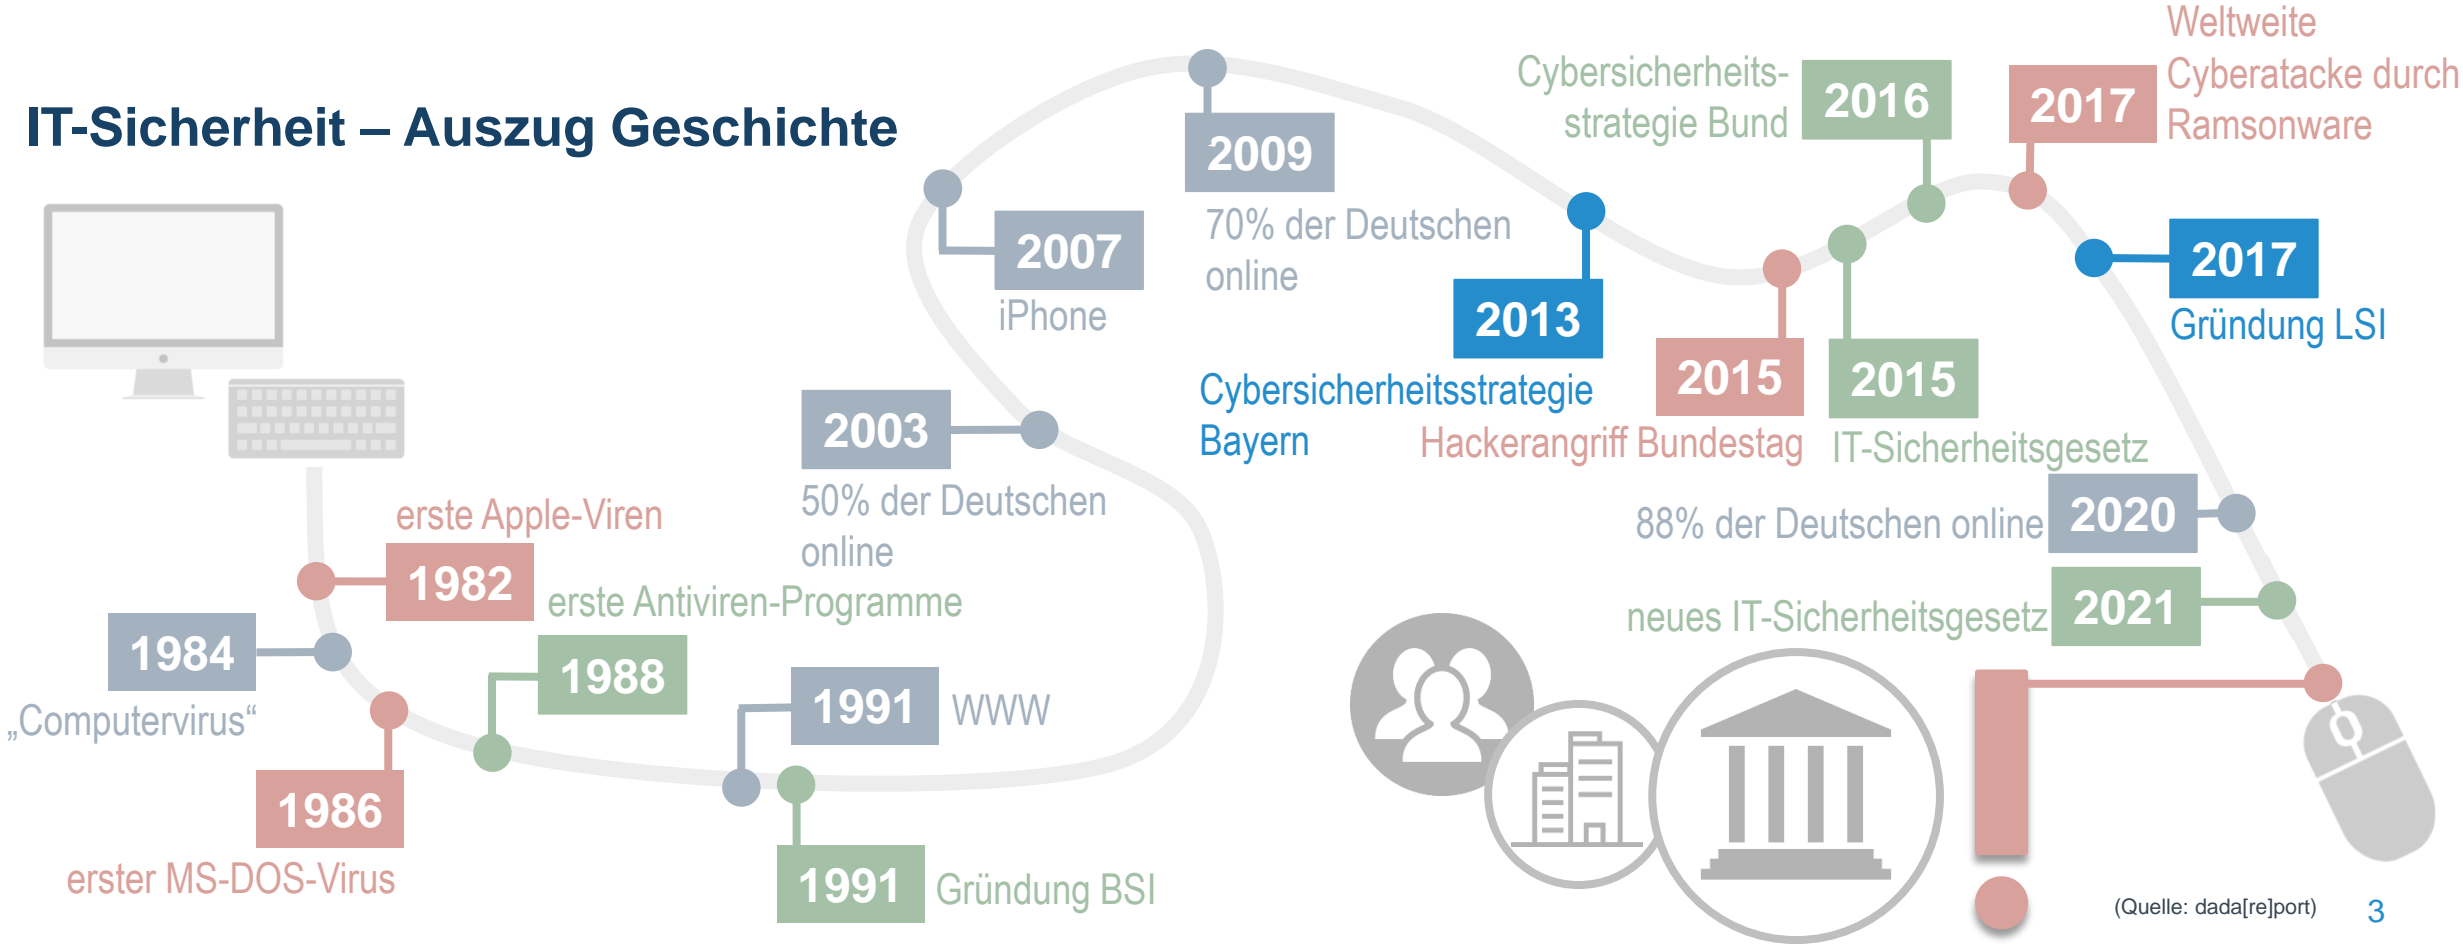 IT-Sicherheit – Auszug Geschichte
erste Apple-Viren
1982
1984
„Computervirus“
1986
erster MS-DOS-Virus
erste Antiviren-Programme
1988
1991
WWW
1991
Gründung BSI
2003
50% der Deutschen
online
2007
iPhone
2009
70% der Deutschen
online
2013
Cybersicherheitsstrategie
Bayern
2015
Hackerangriff Bundestag
2015
IT-Sicherheitsgesetz
Cybersicherheits-
strategie Bund
2016
2017
Weltweite
Cyberatacke durch
Ramsonware
2017
Gründung LSI
88% der Deutschen online
2020
neues IT-Sicherheitsgesetz
2021
(Quelle: dada[re]port)
3